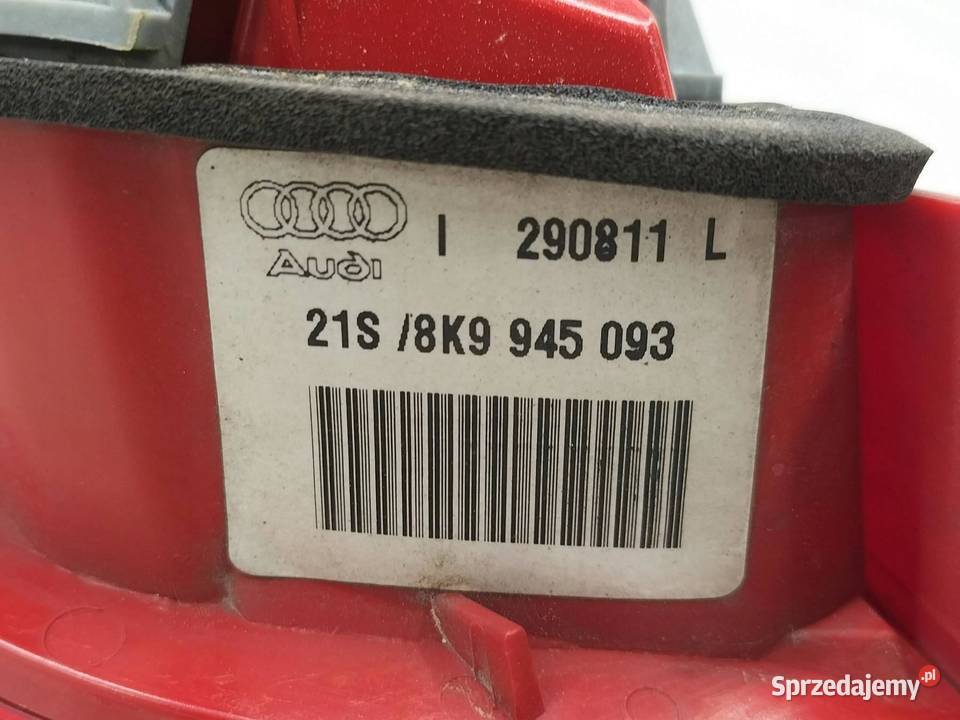 I 290811 L
Audi
21S /8K9 945 093
Sprzedajemy.pl